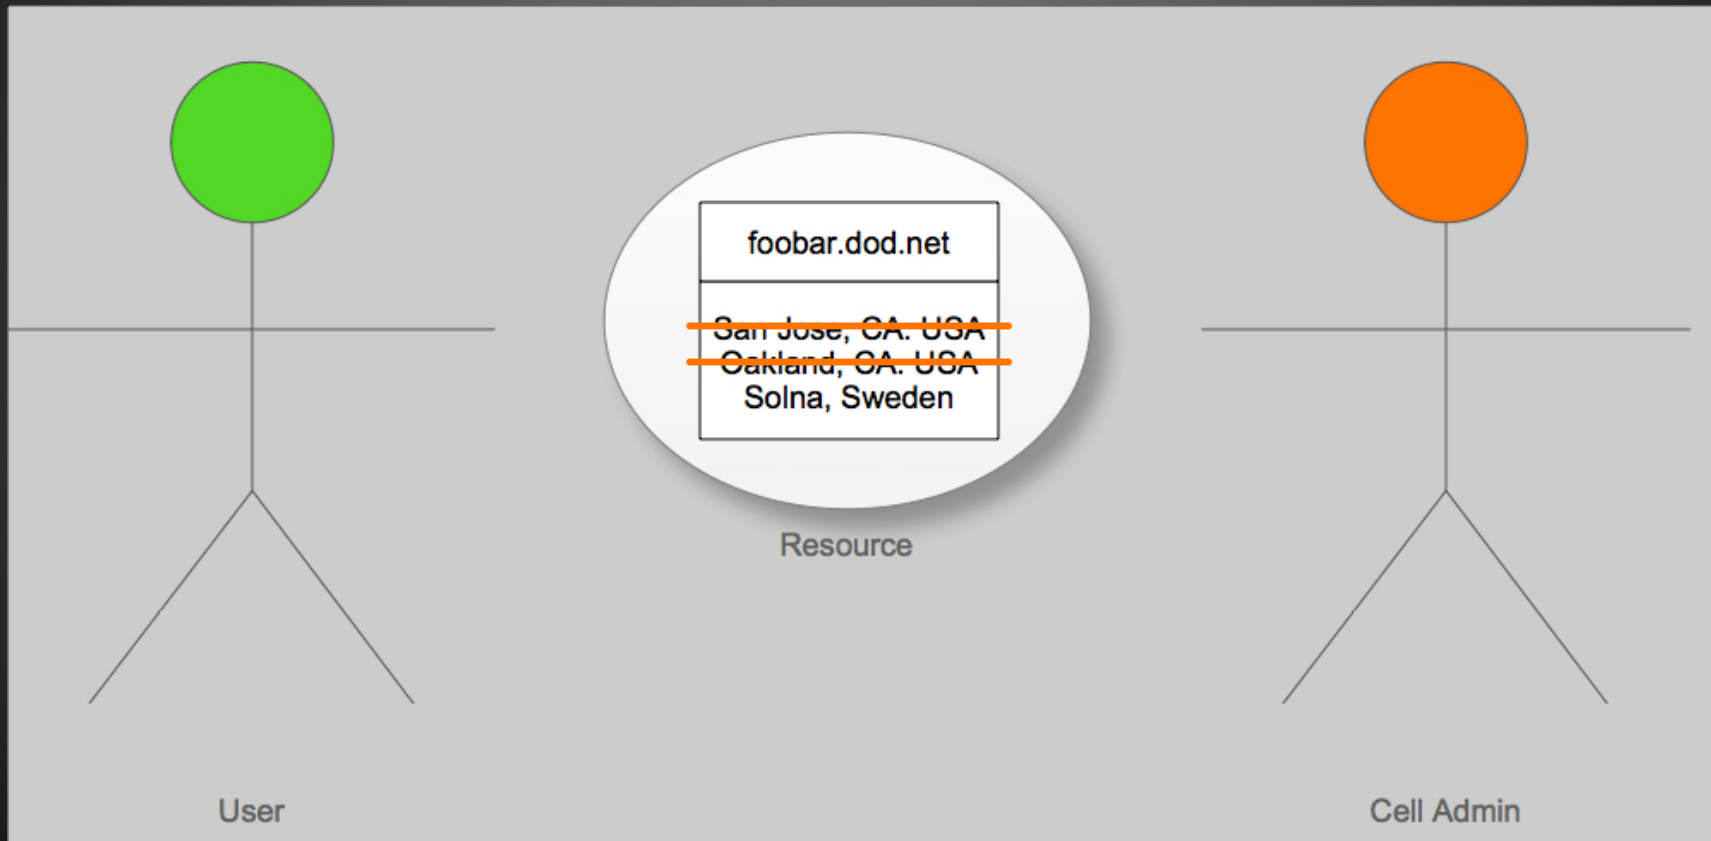 foobar.dod.net
San Jose, CA. USA
Oakland, CA. USA
Solna, Sweden
Resource
User
Cell Admin